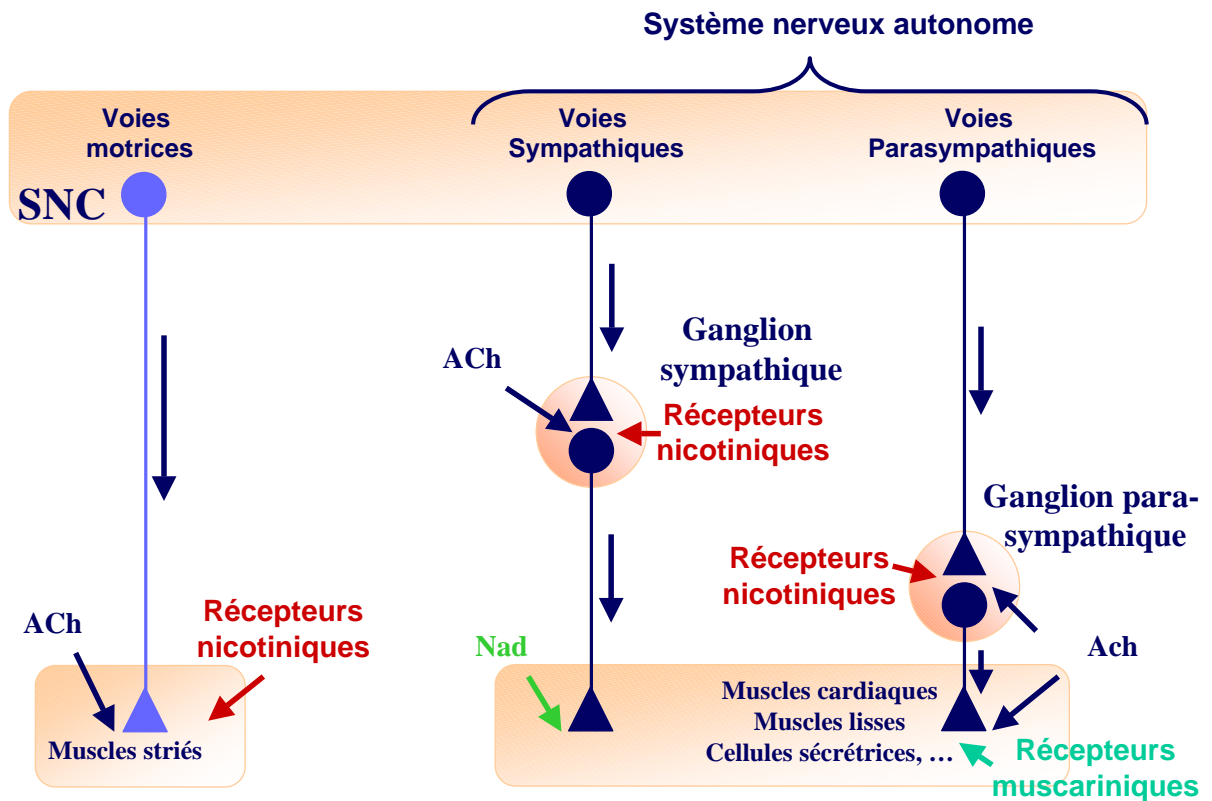 Système nerveux autonome
Voies
motrices
Voies
Sympathiques
Voies
Parasympathiques
SNC
Ganglion
sympathique
ACh
Récepteurs
nicotiniques
Ganglion para-
sympathique
Récepteurs
nicotiniques
Récepteurs
nicotiniques
ACh
Nad
Ach
Muscles striés
Muscles cardiaques
Muscles lisses
Cellules sécrétrices, …
Récepteurs
muscariniques